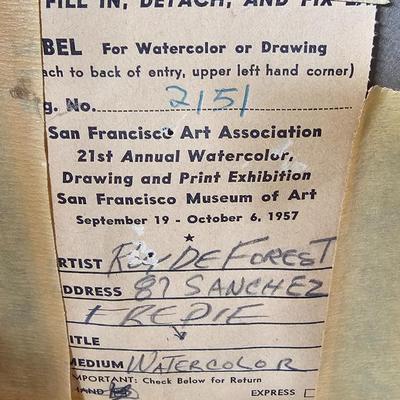 FILL IN, DETACH, AND FIX
BEL For Watercolor or Drawing
ach to back of entry, upper left hand corner)
g. No. 2151
San Francisco Art Association
21st Annual Watercolor,
Drawing and Print Exhibition
San Francisco Museum of Art
September 19 - October 6, 1957
★
RTIST ROY DE FOREST
DDRESS 87 SANCHEZ
ITLE
MEDIUM WATERCOLOR
MPORTANT: Check Below for Return
HAND EXPRESS